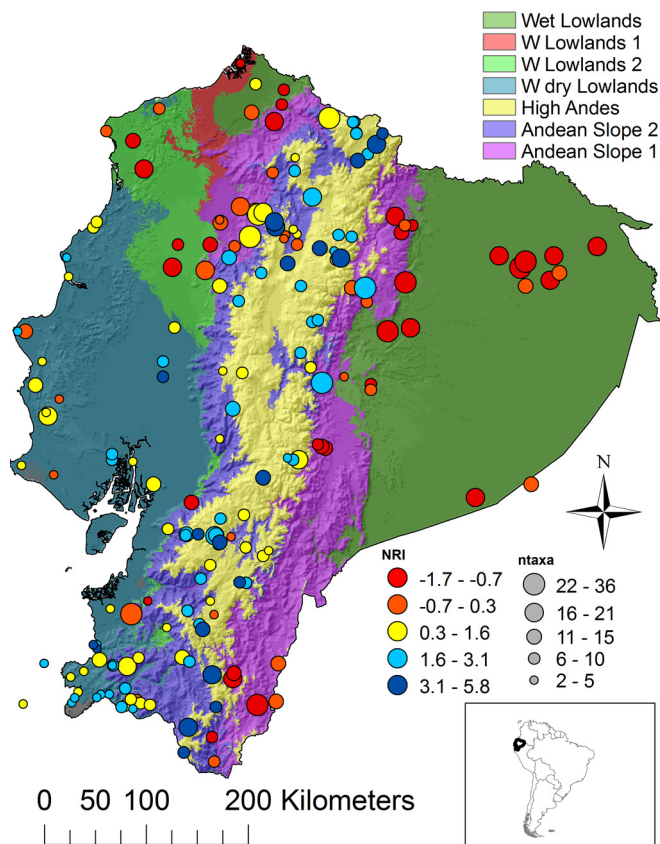 Wet Lowlands
W Lowlands 1
W Lowlands 2
W dry Lowlands
High Andes
Andean Slope 2
Andean Slope 1
N
NRI
-1.7 - -0.7
-0.7 - 0.3
0.3 - 1.6
1.6 - 3.1
3.1 - 5.8
ntaxa
22 - 36
16 - 21
11 - 15
6 - 10
2 - 5
0 50 100 200 Kilometers